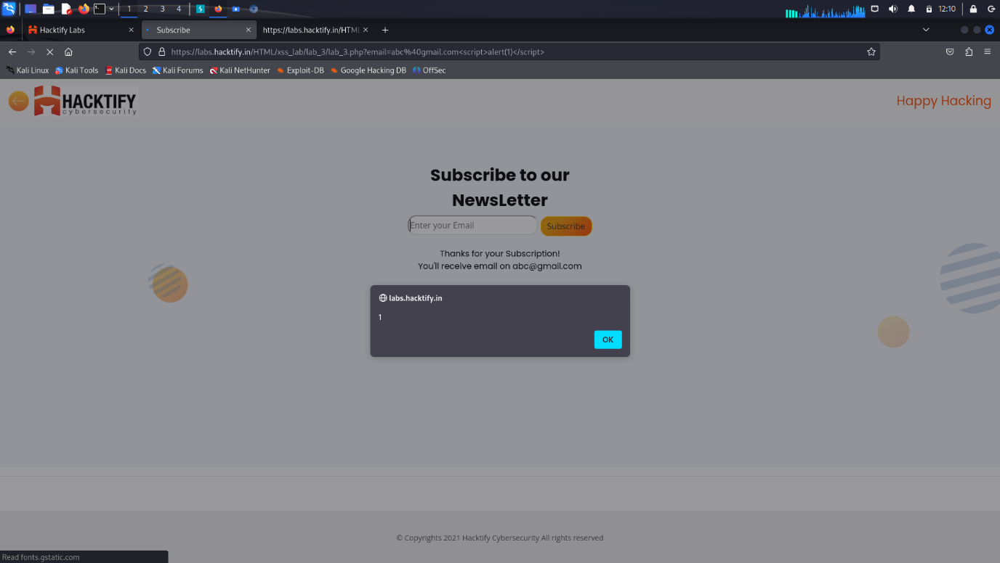 1 2 3 4 12:10
Hacktify Labs Subscribe https://labs.hacktify.in/HTML
https://labs.hacktify.in/HTML/xss_lab/lab_3/lab_3.php?email=abc%40gmail.com<script>alert(1)</script>
Kali Linux Kali Tools Kali Docs Kali Forums Kali NetHunter Exploit-DB Google Hacking DB OffSec
HACKTIFY
cybersecurity
Happy Hacking
Subscribe to our
NewsLetter
Enter your Email Subscribe
Thanks for your Subscription!
You'll receive email on abc@gmail.com
labs.hacktify.in
1
OK
© Copyrights 2021 Hacktify Cybersecurity All rights reserved
Read fonts.gstatic.com